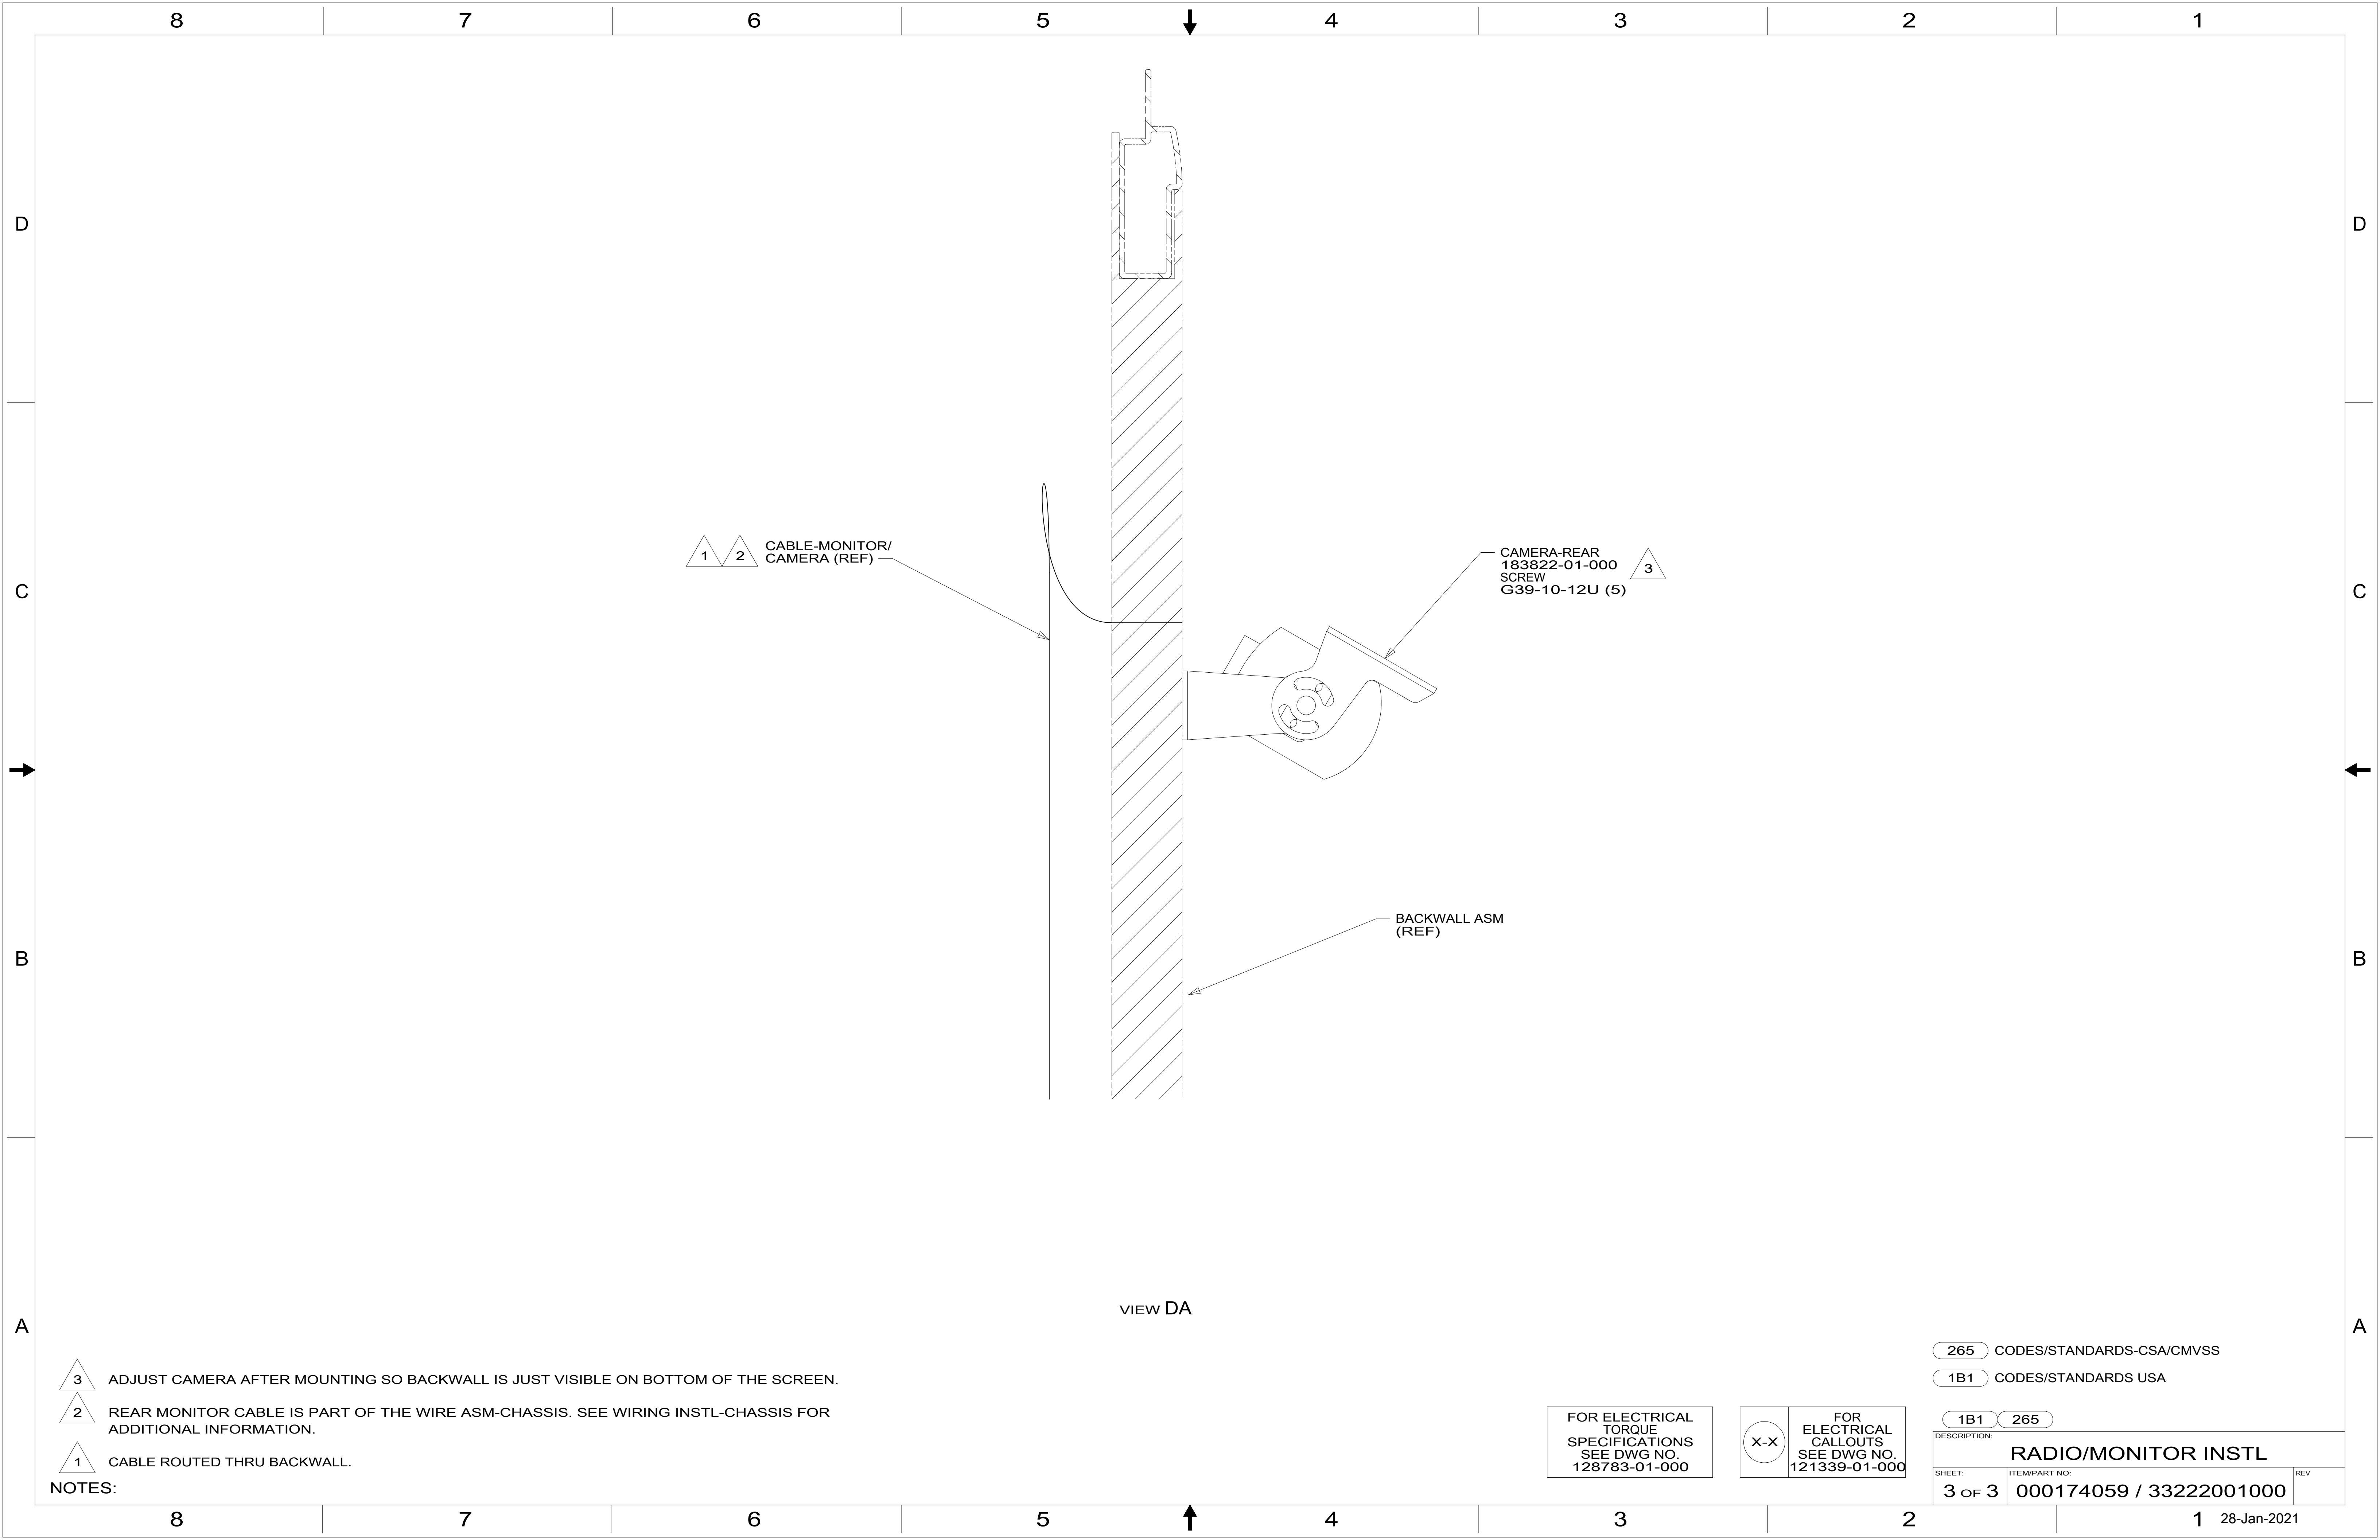 8 7 6 5 4 3 2 1
D D
1 2 CABLE-MONITOR/
CAMERA (REF)
CAMERA-REAR
183822-01-000
SCREW
G39-10-12U (5)
3
C C
BACKWALL ASM
(REF)
B B
VIEW DA
A A
3 ADJUST CAMERA AFTER MOUNTING SO BACKWALL IS JUST VISIBLE ON BOTTOM OF THE SCREEN.
2 REAR MONITOR CABLE IS PART OF THE WIRE ASM-CHASSIS. SEE WIRING INSTL-CHASSIS FOR
ADDITIONAL INFORMATION.
1 CABLE ROUTED THRU BACKWALL.
NOTES:
FOR ELECTRICAL
TORQUE
SPECIFICATIONS
SEE DWG NO.
128783-01-000
X-X
FOR
ELECTRICAL
CALLOUTS
SEE DWG NO.
121339-01-000
265 CODES/STANDARDS-CSA/CMVSS
1B1 CODES/STANDARDS USA
1B1 265
DESCRIPTION:
RADIO/MONITOR INSTL
SHEET: ITEM/PART NO: REV
3 OF 3 000174059 / 33222001000
8 7 6 5 4 3 2 1 28-Jan-2021